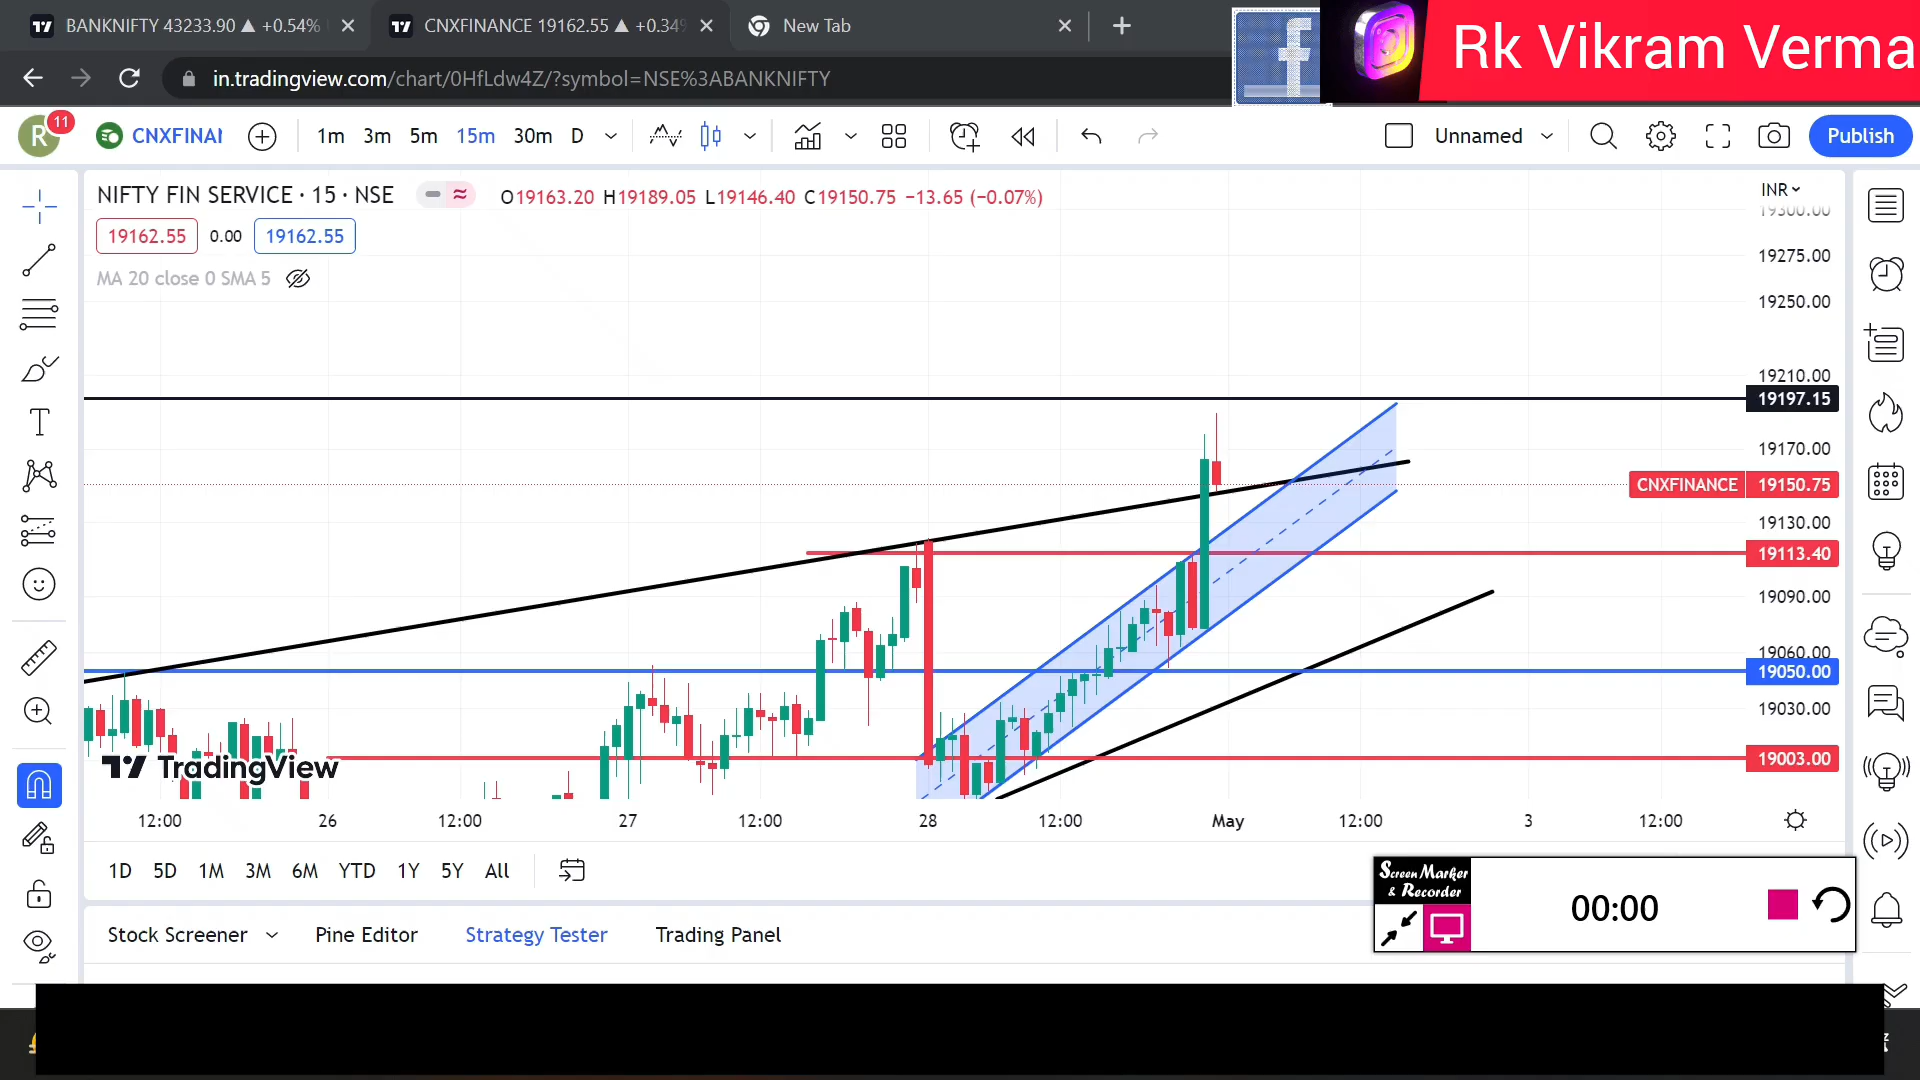 BANKNIFTY 43233.90 ▲ +0.54%
CNXFINANCE 19162.55 ▲ +0.34%
New Tab
Rk Vikram Verma
in.tradingview.com/chart/0HfLdw4Z/?symbol=NSE%3ABANKNIFTY
R 11 CNXFINAI 1m 3m 5m 15m 30m D Unnamed Publish
NIFTY FIN SERVICE · 15 · NSE O19163.20 H19189.05 L19146.40 C19150.75 −13.65 (−0.07%) INR
19300.00
19162.55 0.00 19162.55
19275.00
MA 20 close 0 SMA 5
19250.00
19210.00
19197.15
19170.00
CNXFINANCE 19150.75
19130.00
19113.40
19090.00
19060.00
19050.00
19030.00
19003.00
TradingView
12:00 26 12:00 27 12:00 28 12:00 May 12:00 3 12:00
1D 5D 1M 3M 6M YTD 1Y 5Y All
Screen Marker
& Recorder
00:00
Stock Screener Pine Editor Strategy Tester Trading Panel